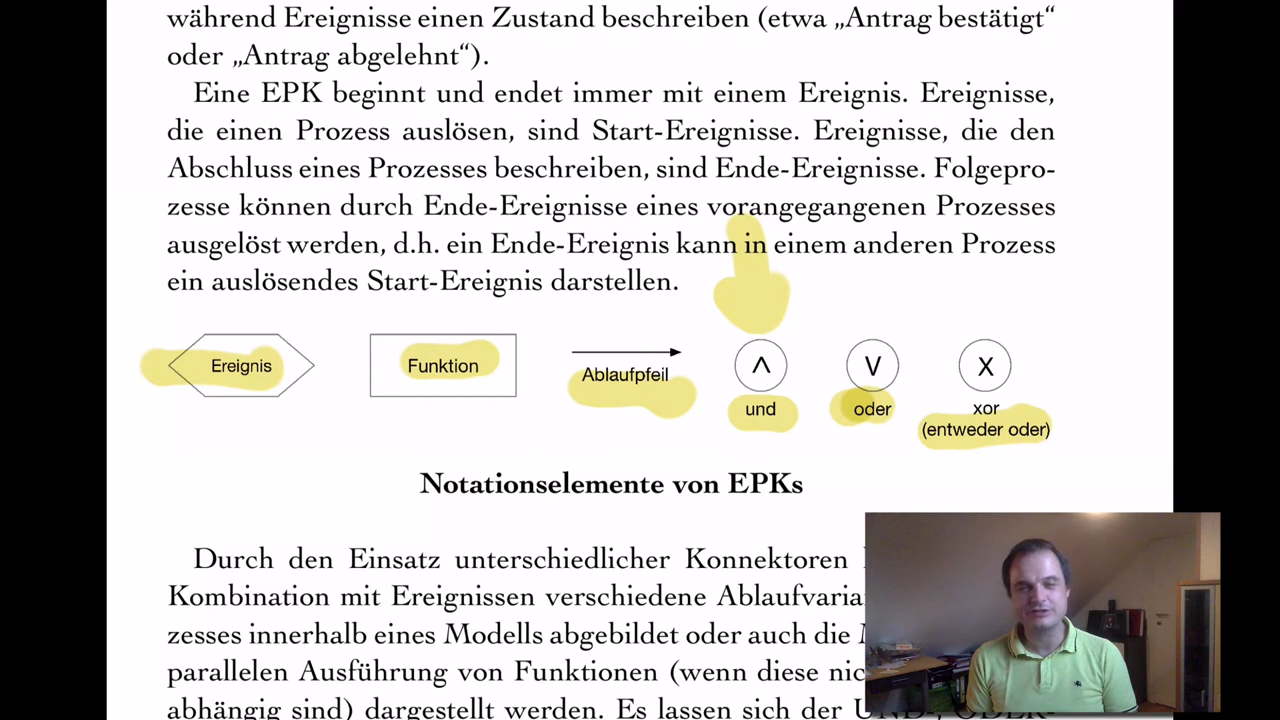 während Ereignisse einen Zustand beschreiben (etwa „Antrag bestätigt“
oder „Antrag abgelehnt“).
Eine EPK beginnt und endet immer mit einem Ereignis. Ereignisse,
die einen Prozess auslösen, sind Start-Ereignisse. Ereignisse, die den
Abschluss eines Prozesses beschreiben, sind Ende-Ereignisse. Folgepro-
zesse können durch Ende-Ereignisse eines vorangegangenen Prozesses
ausgelöst werden, d.h. ein Ende-Ereignis kann in einem anderen Prozess
ein auslösendes Start-Ereignis darstellen.
Ereignis
Funktion
Ablaufpfeil
∧
und
V
oder
X
xor
(entweder oder)
Notationselemente von EPKs
Durch den Einsatz unterschiedlicher Konnektoren
Kombination mit Ereignissen verschiedene Ablaufvaria
zesses innerhalb eines Modells abgebildet oder auch die
parallelen Ausführung von Funktionen (wenn diese nic
abhängig sind) dargestellt werden. Es lassen sich der UND-, ODER-